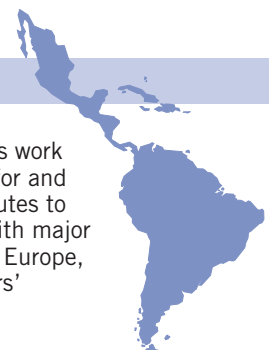 s work
or and
utes to
ith major
Europe,
rs’